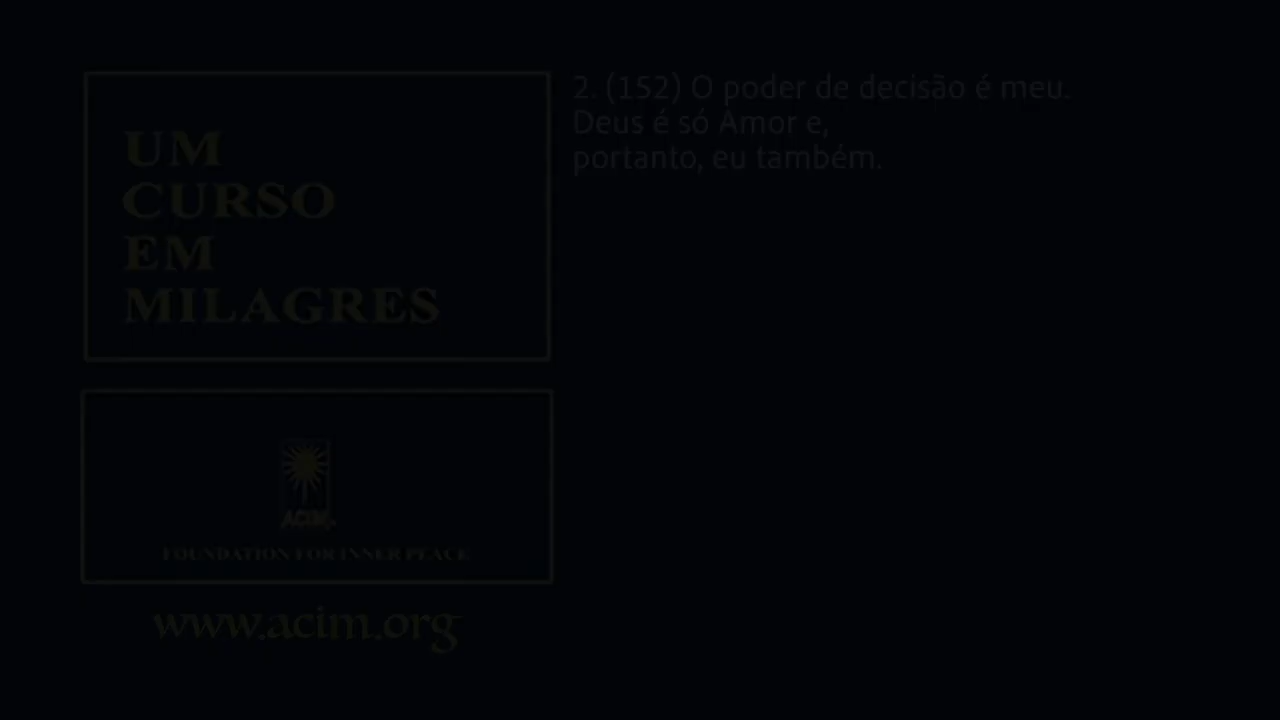 UM
CURSO
EM
MILAGRES
ACIM
FOUNDATION FOR INNER PEACE
www.acim.org
2. (152) O poder de decisão é meu.
Deus é só Amor e,
portanto, eu também.